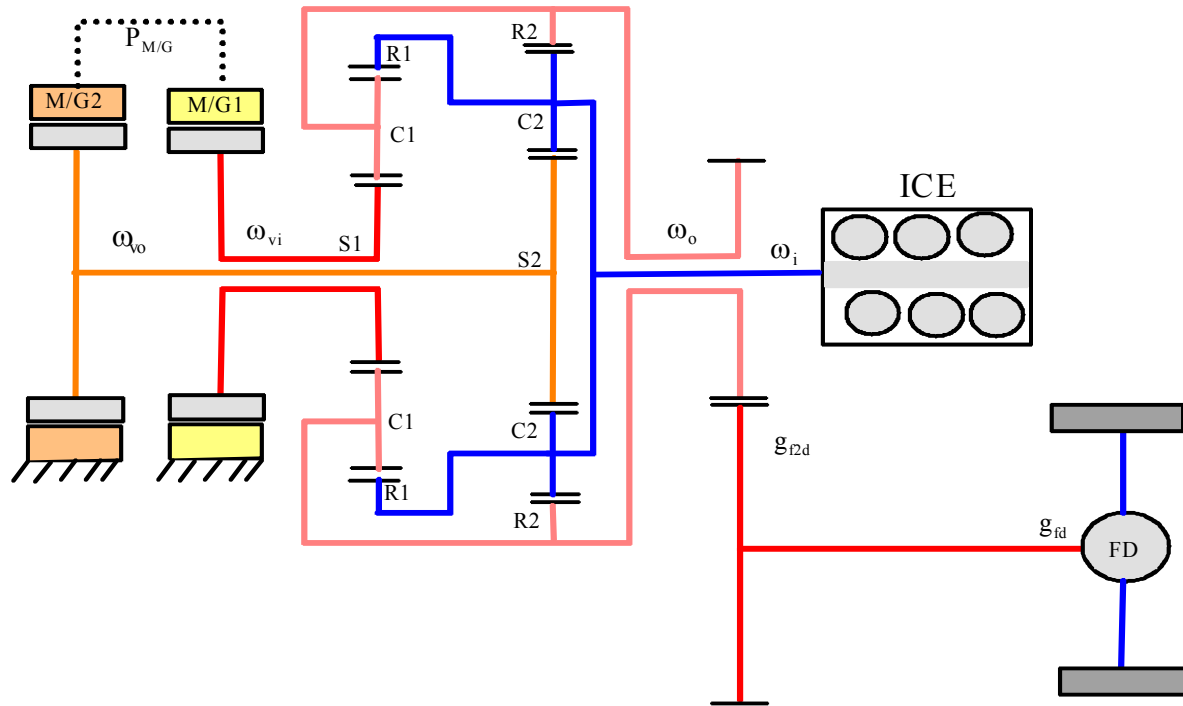 P_M/G
R2
R1
M/G2
M/G1
C1
C2
ICE
ω_vo
ω_vi
S1
S2
ω_o
ω_i
C1
C2
g_f2d
R1
R2
g_fd
FD